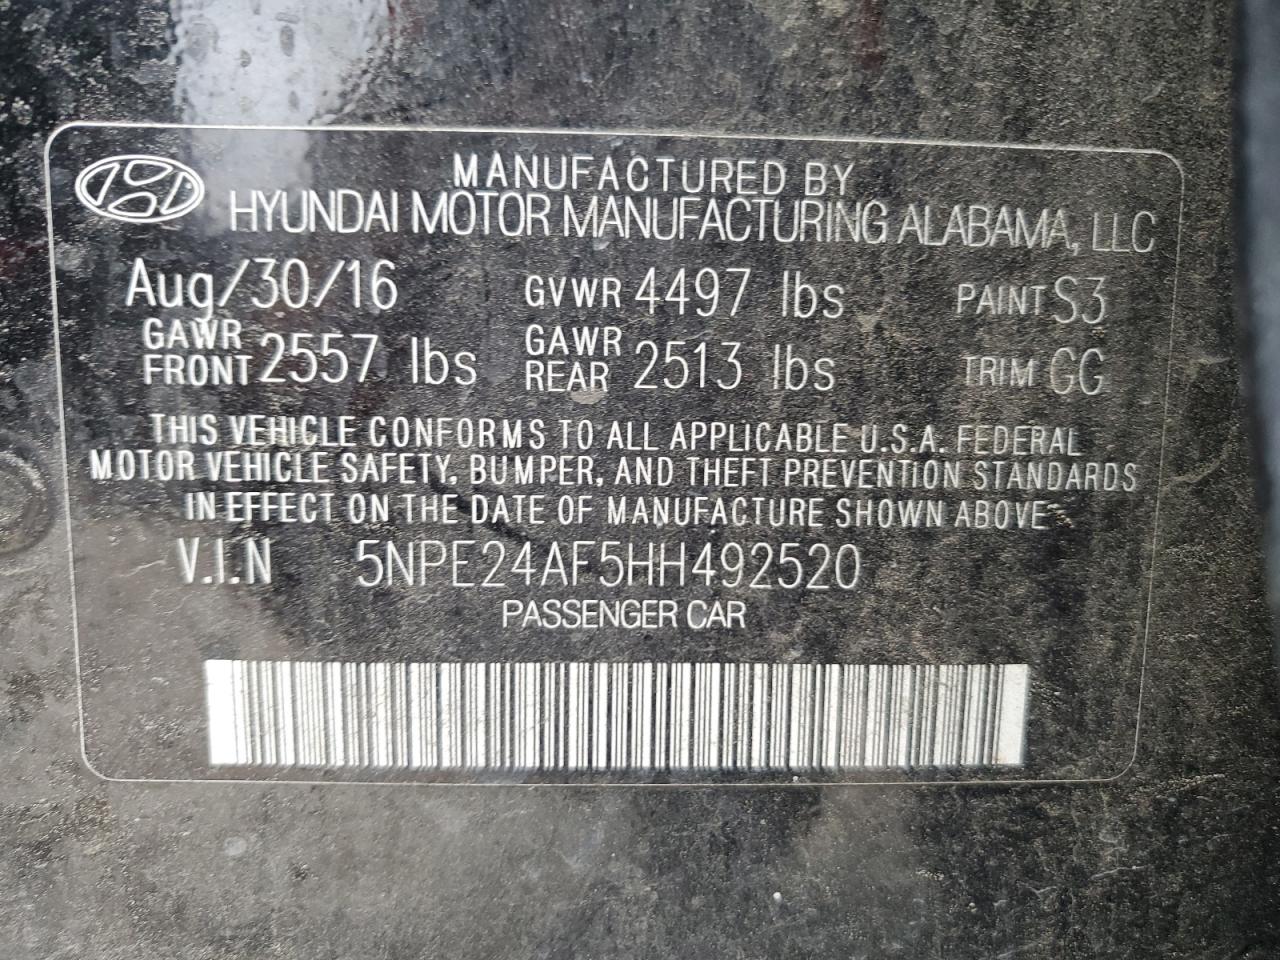 MANUFACTURED BY
HYUNDAI MOTOR MANUFACTURING ALABAMA, LLC
Aug/30/16 GVWR 4497 lbs PAINT S3
GAWR FRONT 2557 lbs GAWR REAR 2513 lbs TRIM GG
THIS VEHICLE CONFORMS TO ALL APPLICABLE U.S.A. FEDERAL
MOTOR VEHICLE SAFETY, BUMPER, AND THEFT PREVENTION STANDARDS
IN EFFECT ON THE DATE OF MANUFACTURE SHOWN ABOVE
V.I.N 5NPE24AF5HH492520
PASSENGER CAR